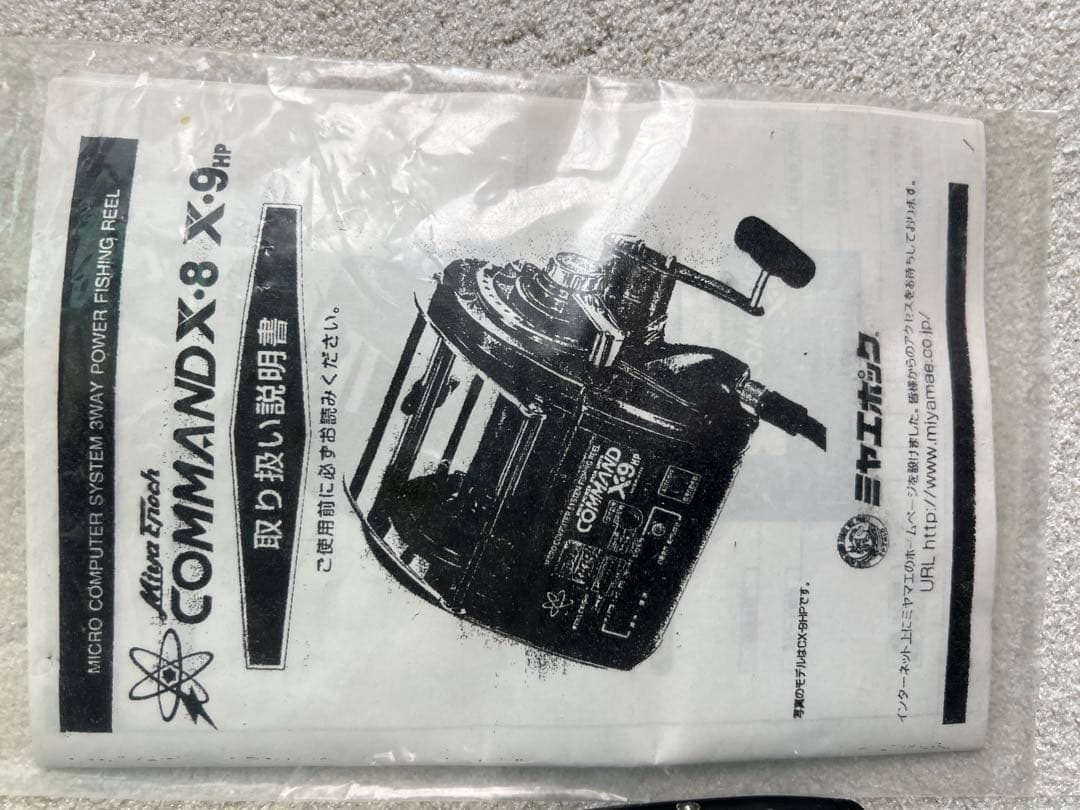 MICRO COMPUTER SYSTEM 3WAY POWER FISHING REEL
Miya Epoch
COMMAND X•8 X•9HP
取り扱い説明書
ご使用前に必ずお読みください。
COMMAND
X•9HP
写真のモデルはCX-9HPです。
ミヤエポック®
インターネット上にミヤマエのホームページを設けました。皆様からのアクセスをお待ちしております。
URL http://www.miyamae.co.jp/